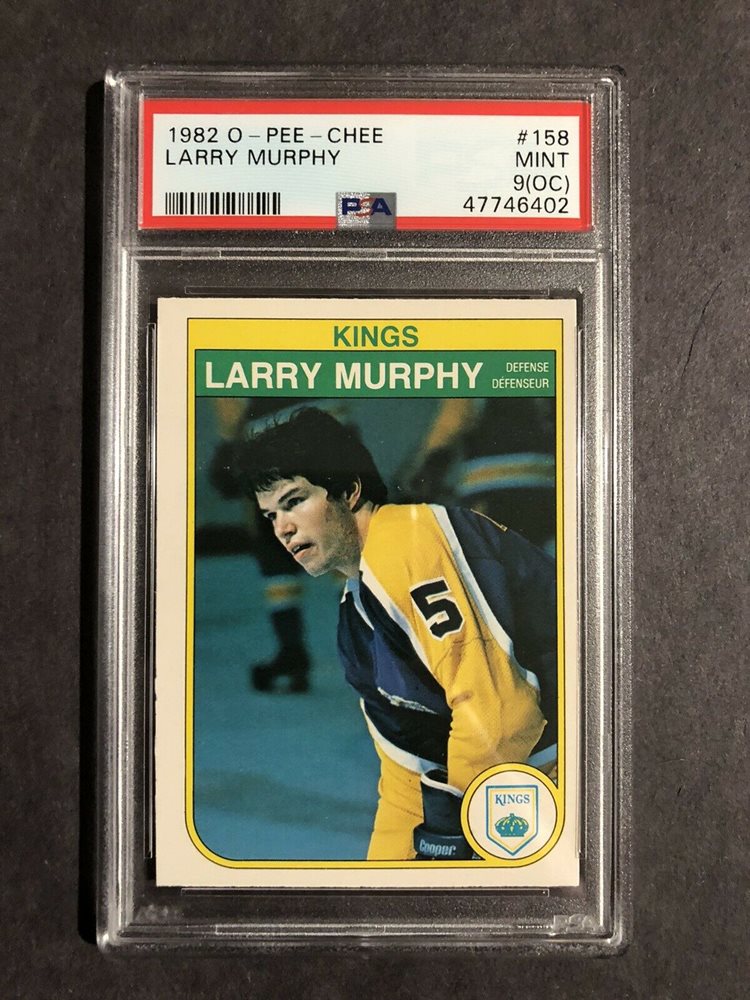 1982 O-PEE-CHEE #158
LARRY MURPHY MINT
9(OC)
PSA 47746402
KINGS
LARRY MURPHY DEFENSE
DÉFENSEUR
5
KINGS
Cooper
PSA